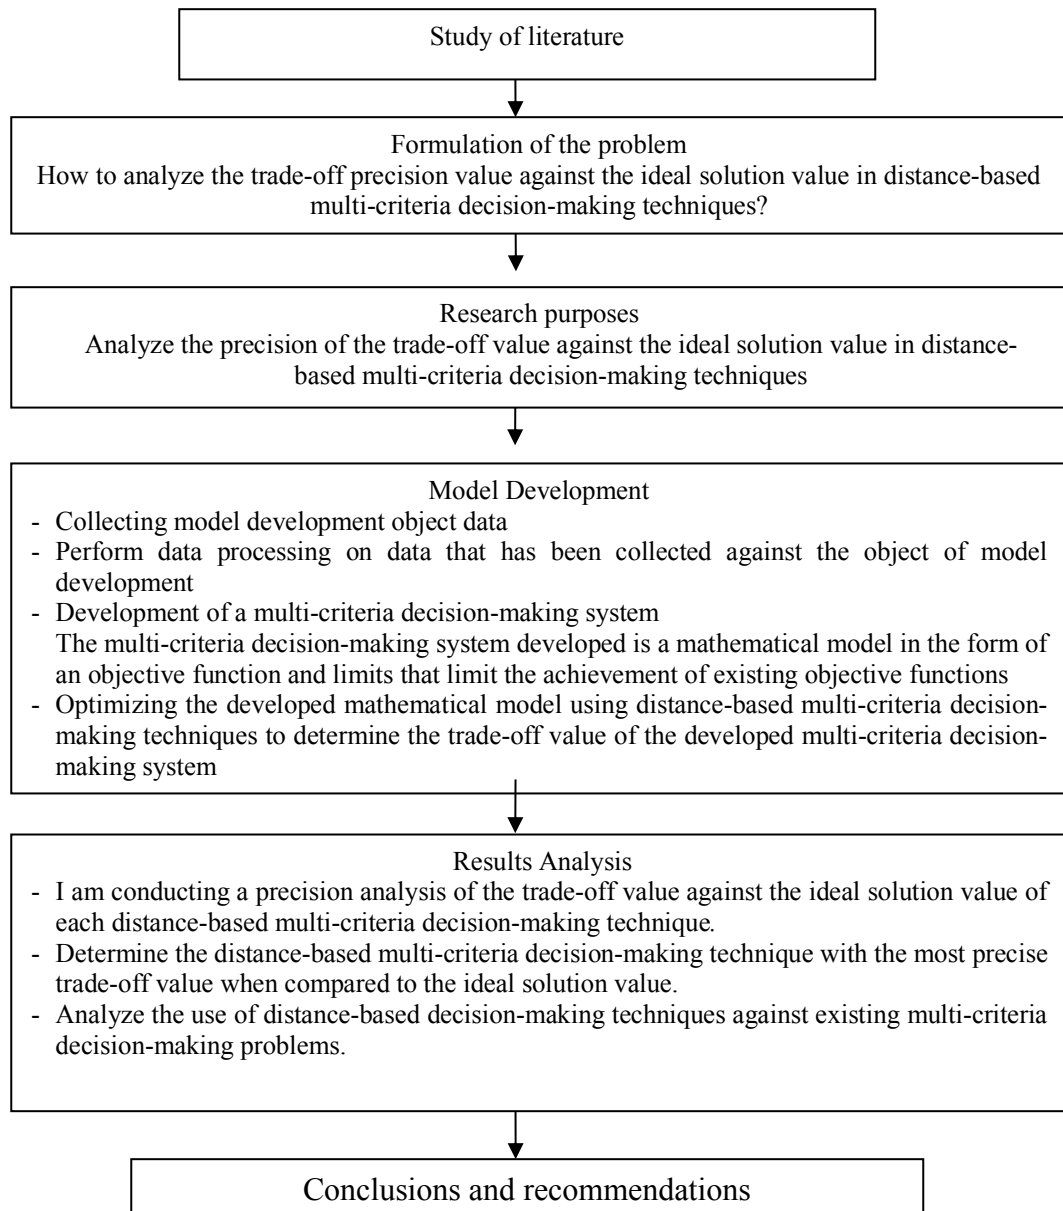 Study of literature
Formulation of the problem
How to analyze the trade-off precision value against the ideal solution value in distance-based
multi-criteria decision-making techniques?
Research purposes
Analyze the precision of the trade-off value against the ideal solution value in distance-
based multi-criteria decision-making techniques
Model Development
- Collecting model development object data
- Perform data processing on data that has been collected against the object of model
development
- Development of a multi-criteria decision-making system
The multi-criteria decision-making system developed is a mathematical model in the form of
an objective function and limits that limit the achievement of existing objective functions
- Optimizing the developed mathematical model using distance-based multi-criteria decision-
making techniques to determine the trade-off value of the developed multi-criteria decision-
making system
Results Analysis
- I am conducting a precision analysis of the trade-off value against the ideal solution value of
each distance-based multi-criteria decision-making technique.
- Determine the distance-based multi-criteria decision-making technique with the most precise
trade-off value when compared to the ideal solution value.
- Analyze the use of distance-based decision-making techniques against existing multi-criteria
decision-making problems.
Conclusions and recommendations